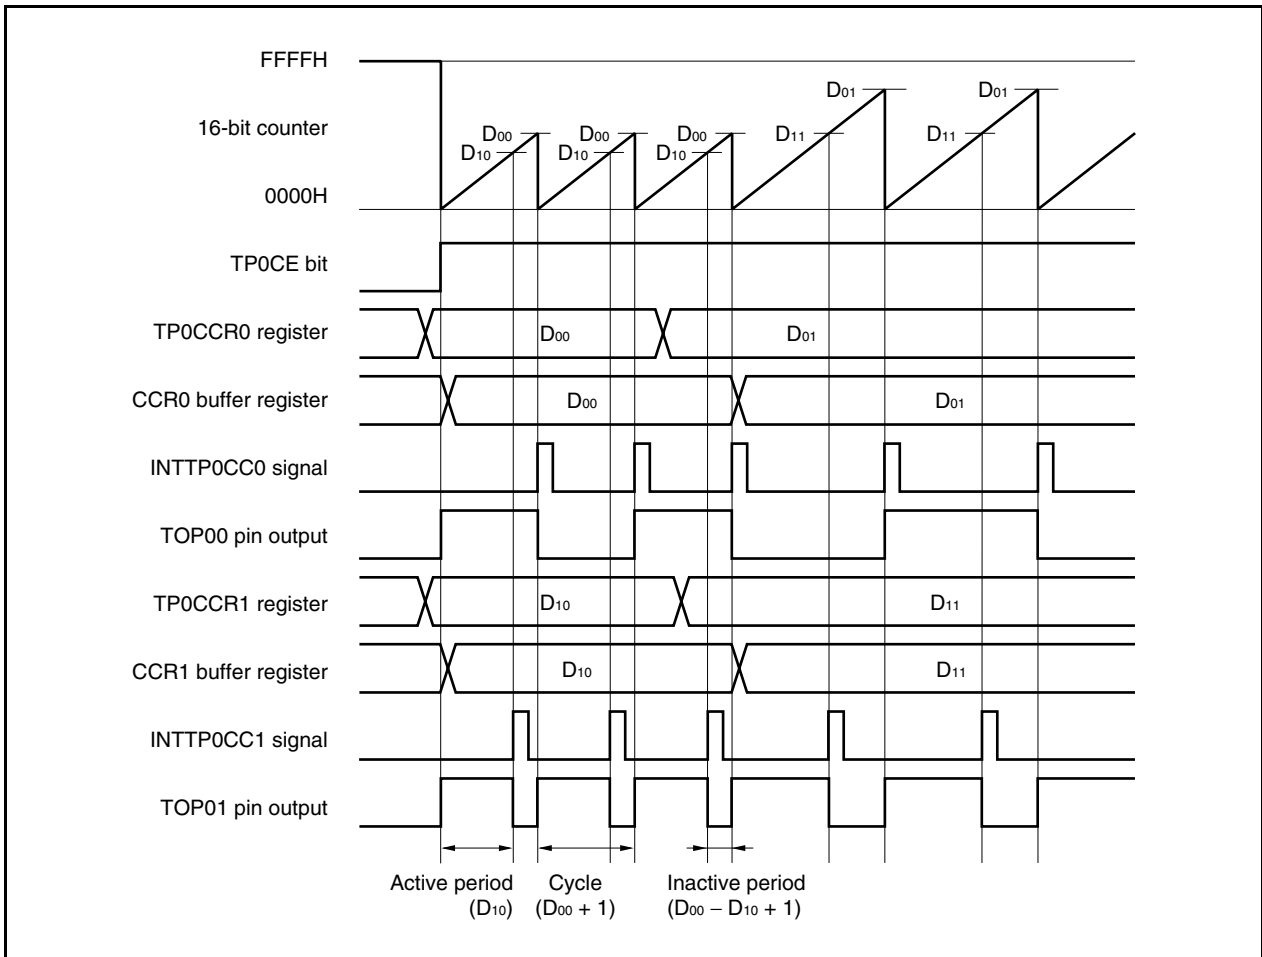 FFFFH
D01 D01
16-bit counter D00 D00 D00 D11 D11
D10 D10 D10
0000H
TP0CE bit
TP0CCR0 register D00 D01
CCR0 buffer register D00 D01
INTTP0CC0 signal
TOP00 pin output
TP0CCR1 register D10 D11
CCR1 buffer register D10 D11
INTTP0CC1 signal
TOP01 pin output
Active period Cycle Inactive period
(D10) (D00 + 1) (D00 − D10 + 1)